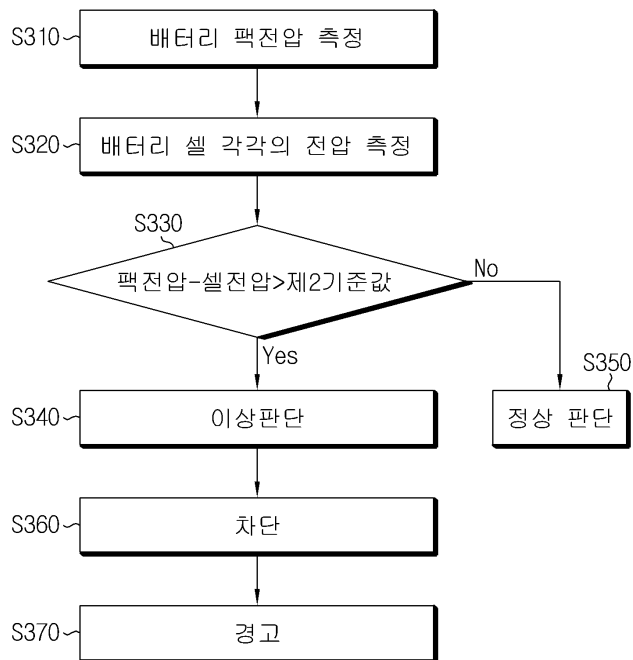 S310
배터리 팩전압 측정
S320
배터리 셀 각각의 전압 측정
S330
팩전압-셀전압>제2기준값
No
Yes
S350
S340
이상판단
정상 판단
S360
차단
S370
경고